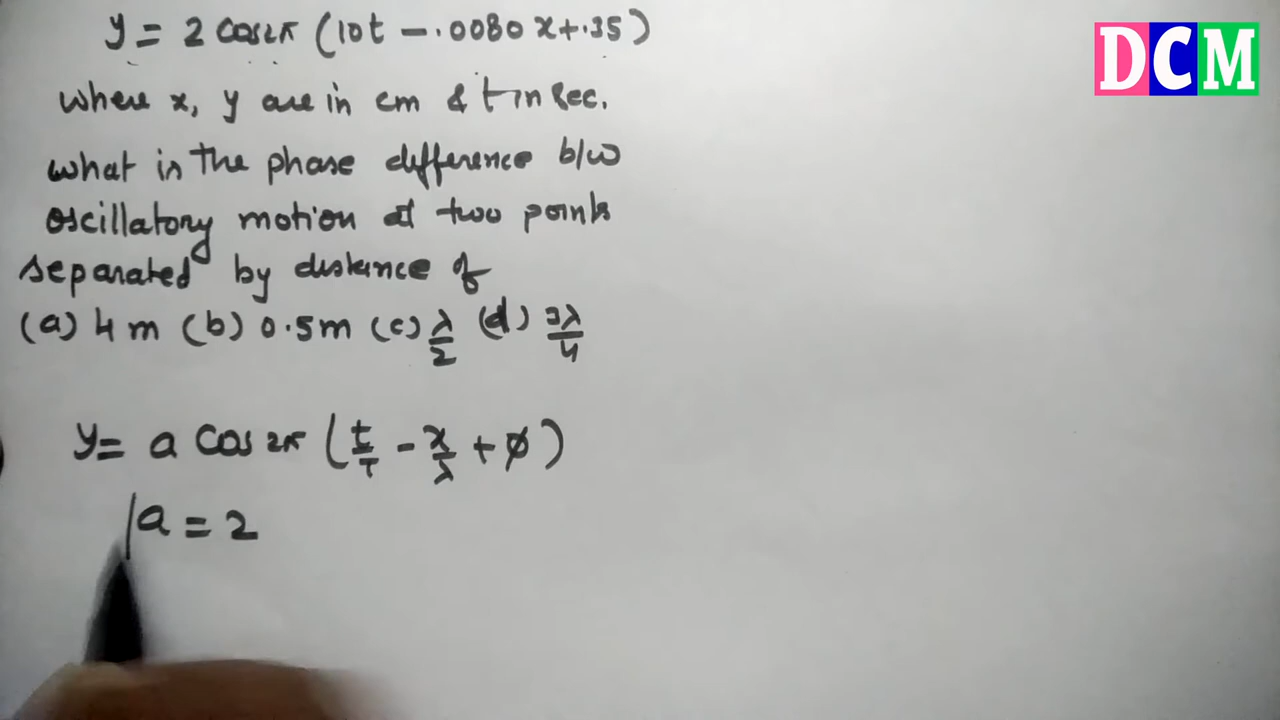 y = 2 cos2π (10t - .0080 x + .35)
DCM
where x, y are in cm & t in sec.
what is the phase difference b/w
oscillatory motion at two points
separated by distance of
(a) 4 m (b) 0.5m (c) λ/2 (d) 3λ/4
y = a cos 2π (t/T - x/λ + φ)
a = 2